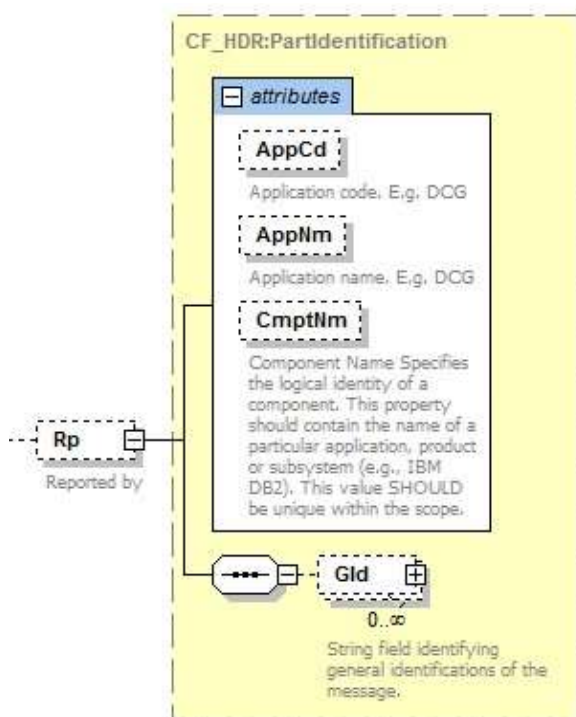 CF_HDR:PartIdentification
attributes
AppCd
Application code. E.g. DCG
AppNm
Application name. E.g. DCG
CmptNm
Component Name Specifies
the logical identity of a
component. This property
should contain the name of a
particular application, product
or subsystem (e.g., IBM
DB2). This value SHOULD
be unique within the scope.
Rp
Reported by
GId
0..∞
String field identifying
general identifications of the
message.